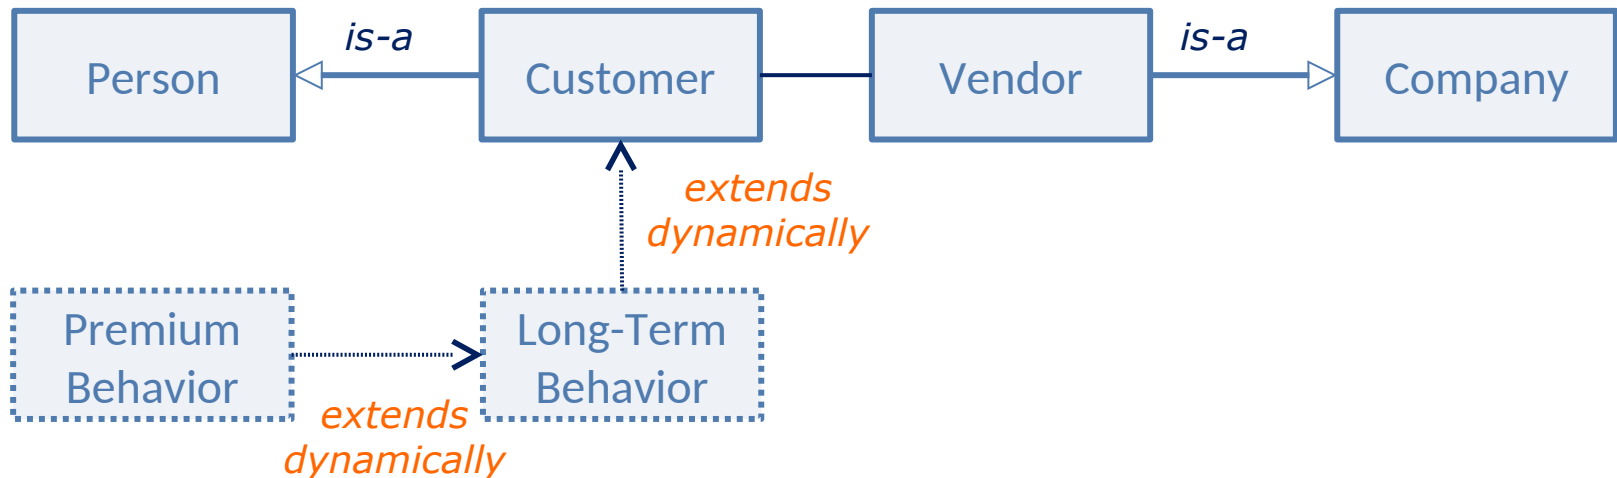 is-a
is-a
Person
Customer
Vendor
Company
extends
dynamically
Premium
Behavior
Long-Term
Behavior
extends
dynamically